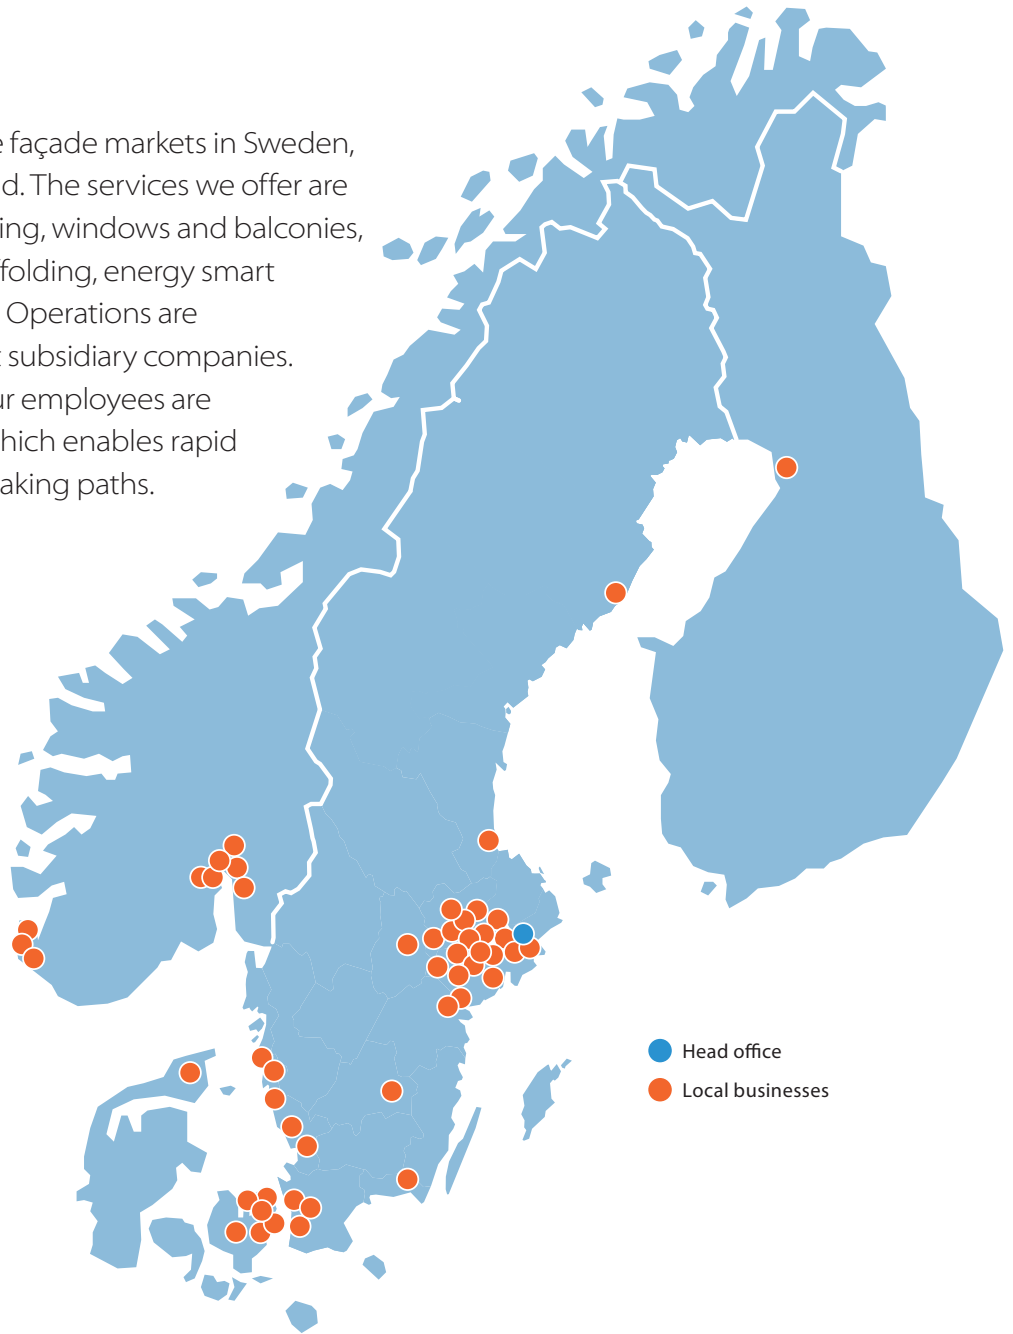 façade markets in Sweden,
d. The services we offer are
ing, windows and balconies,
folding, energy smart
Operations are
subsidiary companies.
ur employees are
hich enables rapid
aking paths.
Head office
Local businesses